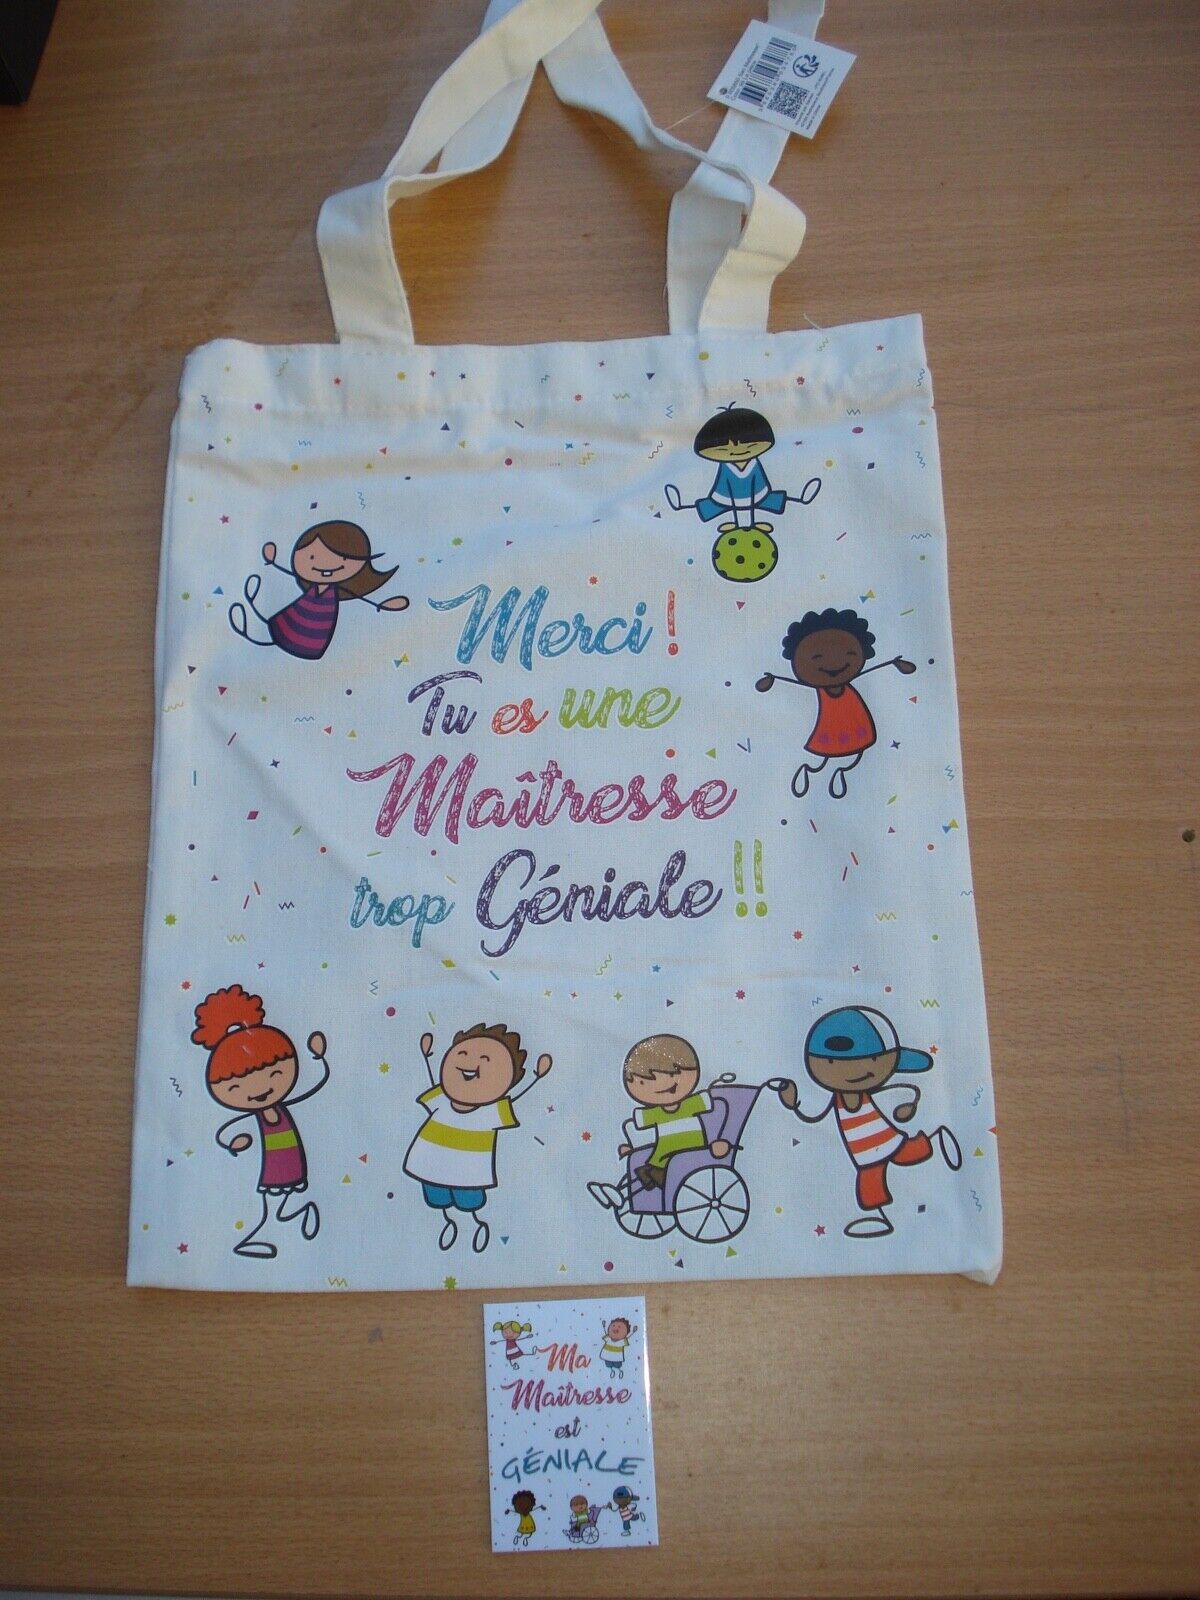 Merci !
Tu es une
Maîtresse
trop Géniale !!
Ma
Maîtresse
est
GÉNIALE